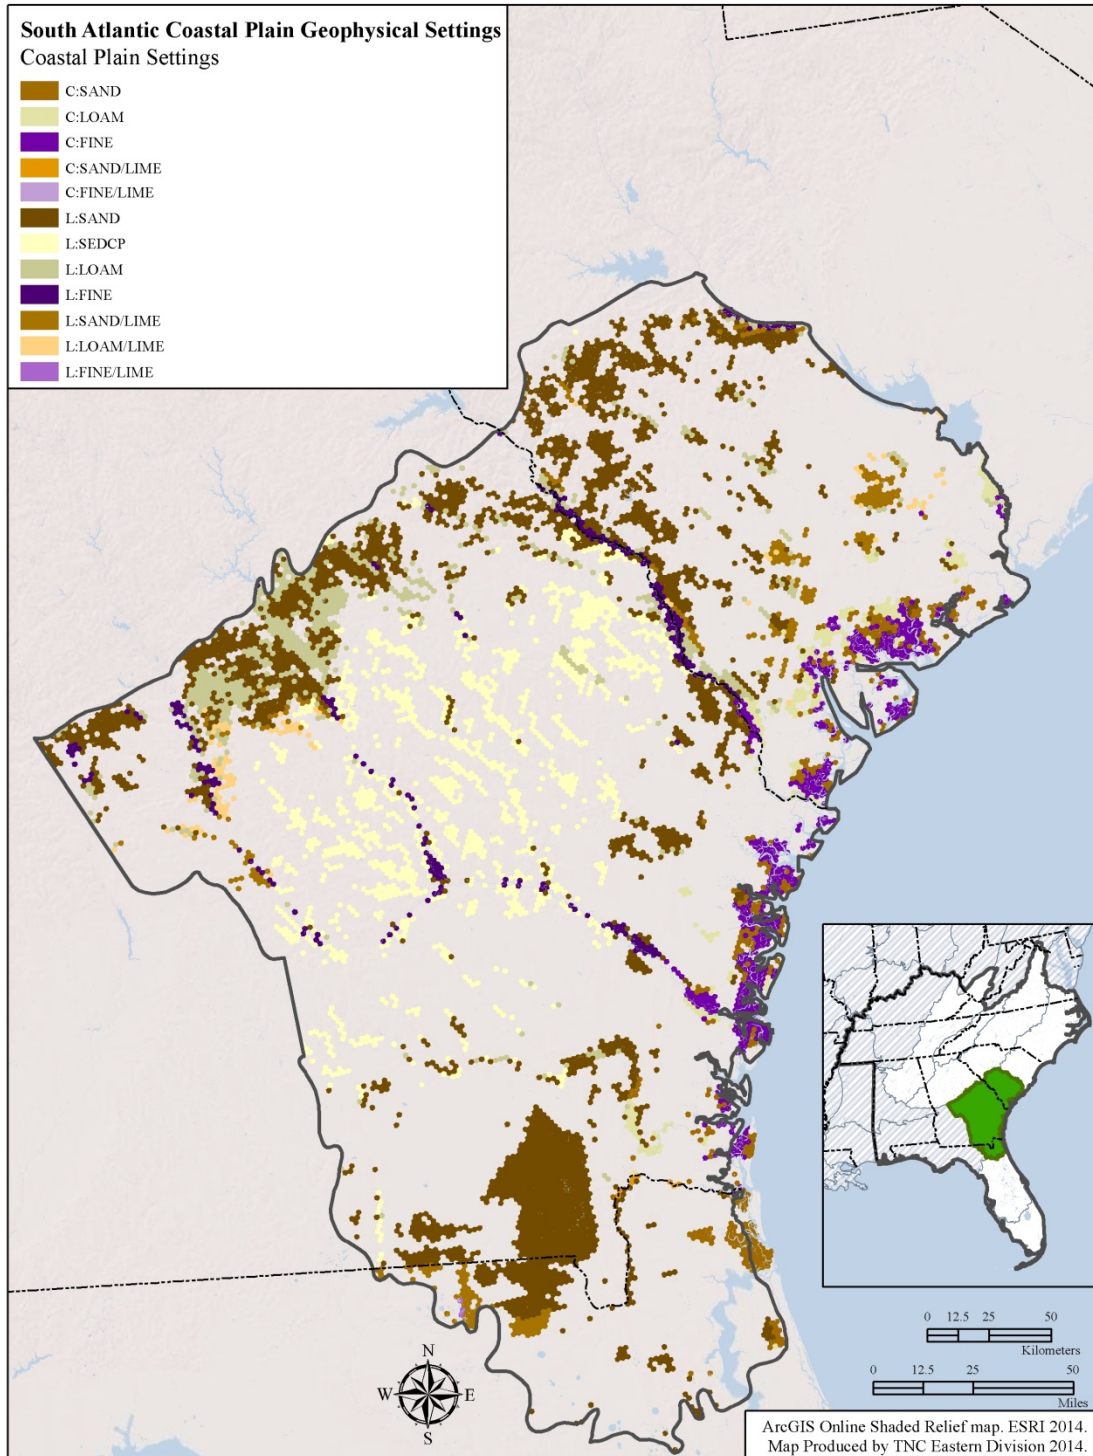 South Atlantic Coastal Plain Geophysical Settings
Coastal Plain Settings
C:SAND
C:LOAM
C:FINE
C:SAND/LIME
C:FINE/LIME
L:SAND
L:SEDCP
L:LOAM
L:FINE
L:SAND/LIME
L:LOAM/LIME
L:FINE/LIME
N
W E
S
0 12.5 25 50
Kilometers
0 12.5 25 50
Miles
ArcGIS Online Shaded Relief map. ESRI 2014.
Map Produced by TNC Eastern Division 2014.